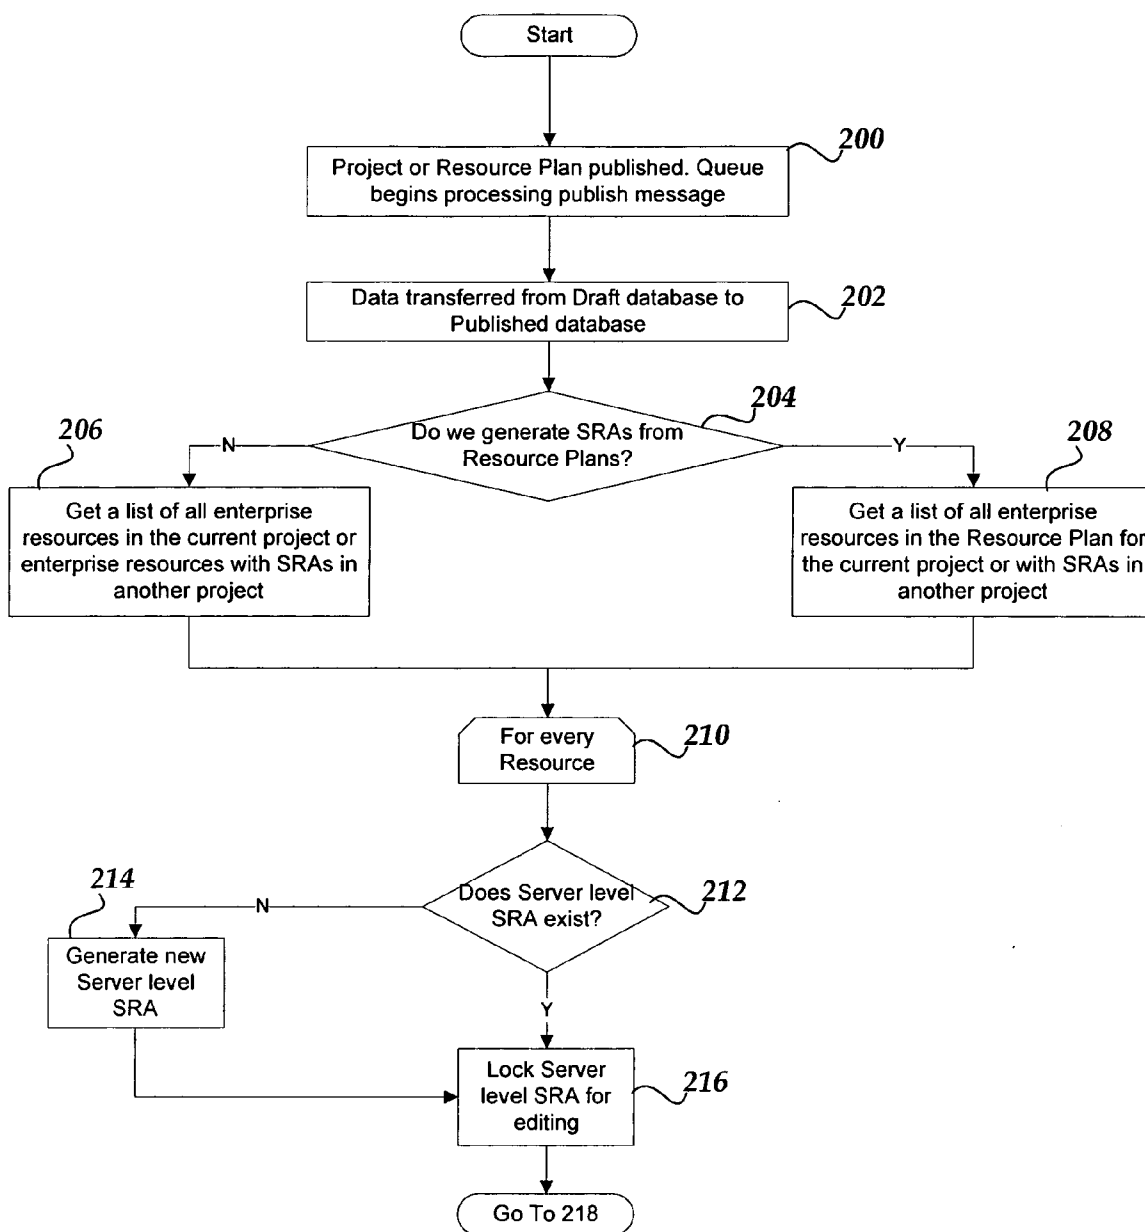 Start
200
Project or Resource Plan published. Queue
begins processing publish message
202
Data transferred from Draft database to
Published database
204
Do we generate SRAs from
Resource Plans?
N
Y
206
Get a list of all enterprise
resources in the current project or
enterprise resources with SRAs in
another project
208
Get a list of all enterprise
resources in the Resource Plan for
the current project or with SRAs in
another project
For every
Resource
210
Does Server level
SRA exist?
212
N
214
Generate new
Server level
SRA
Y
Lock Server
level SRA for
editing
216
Go To 218